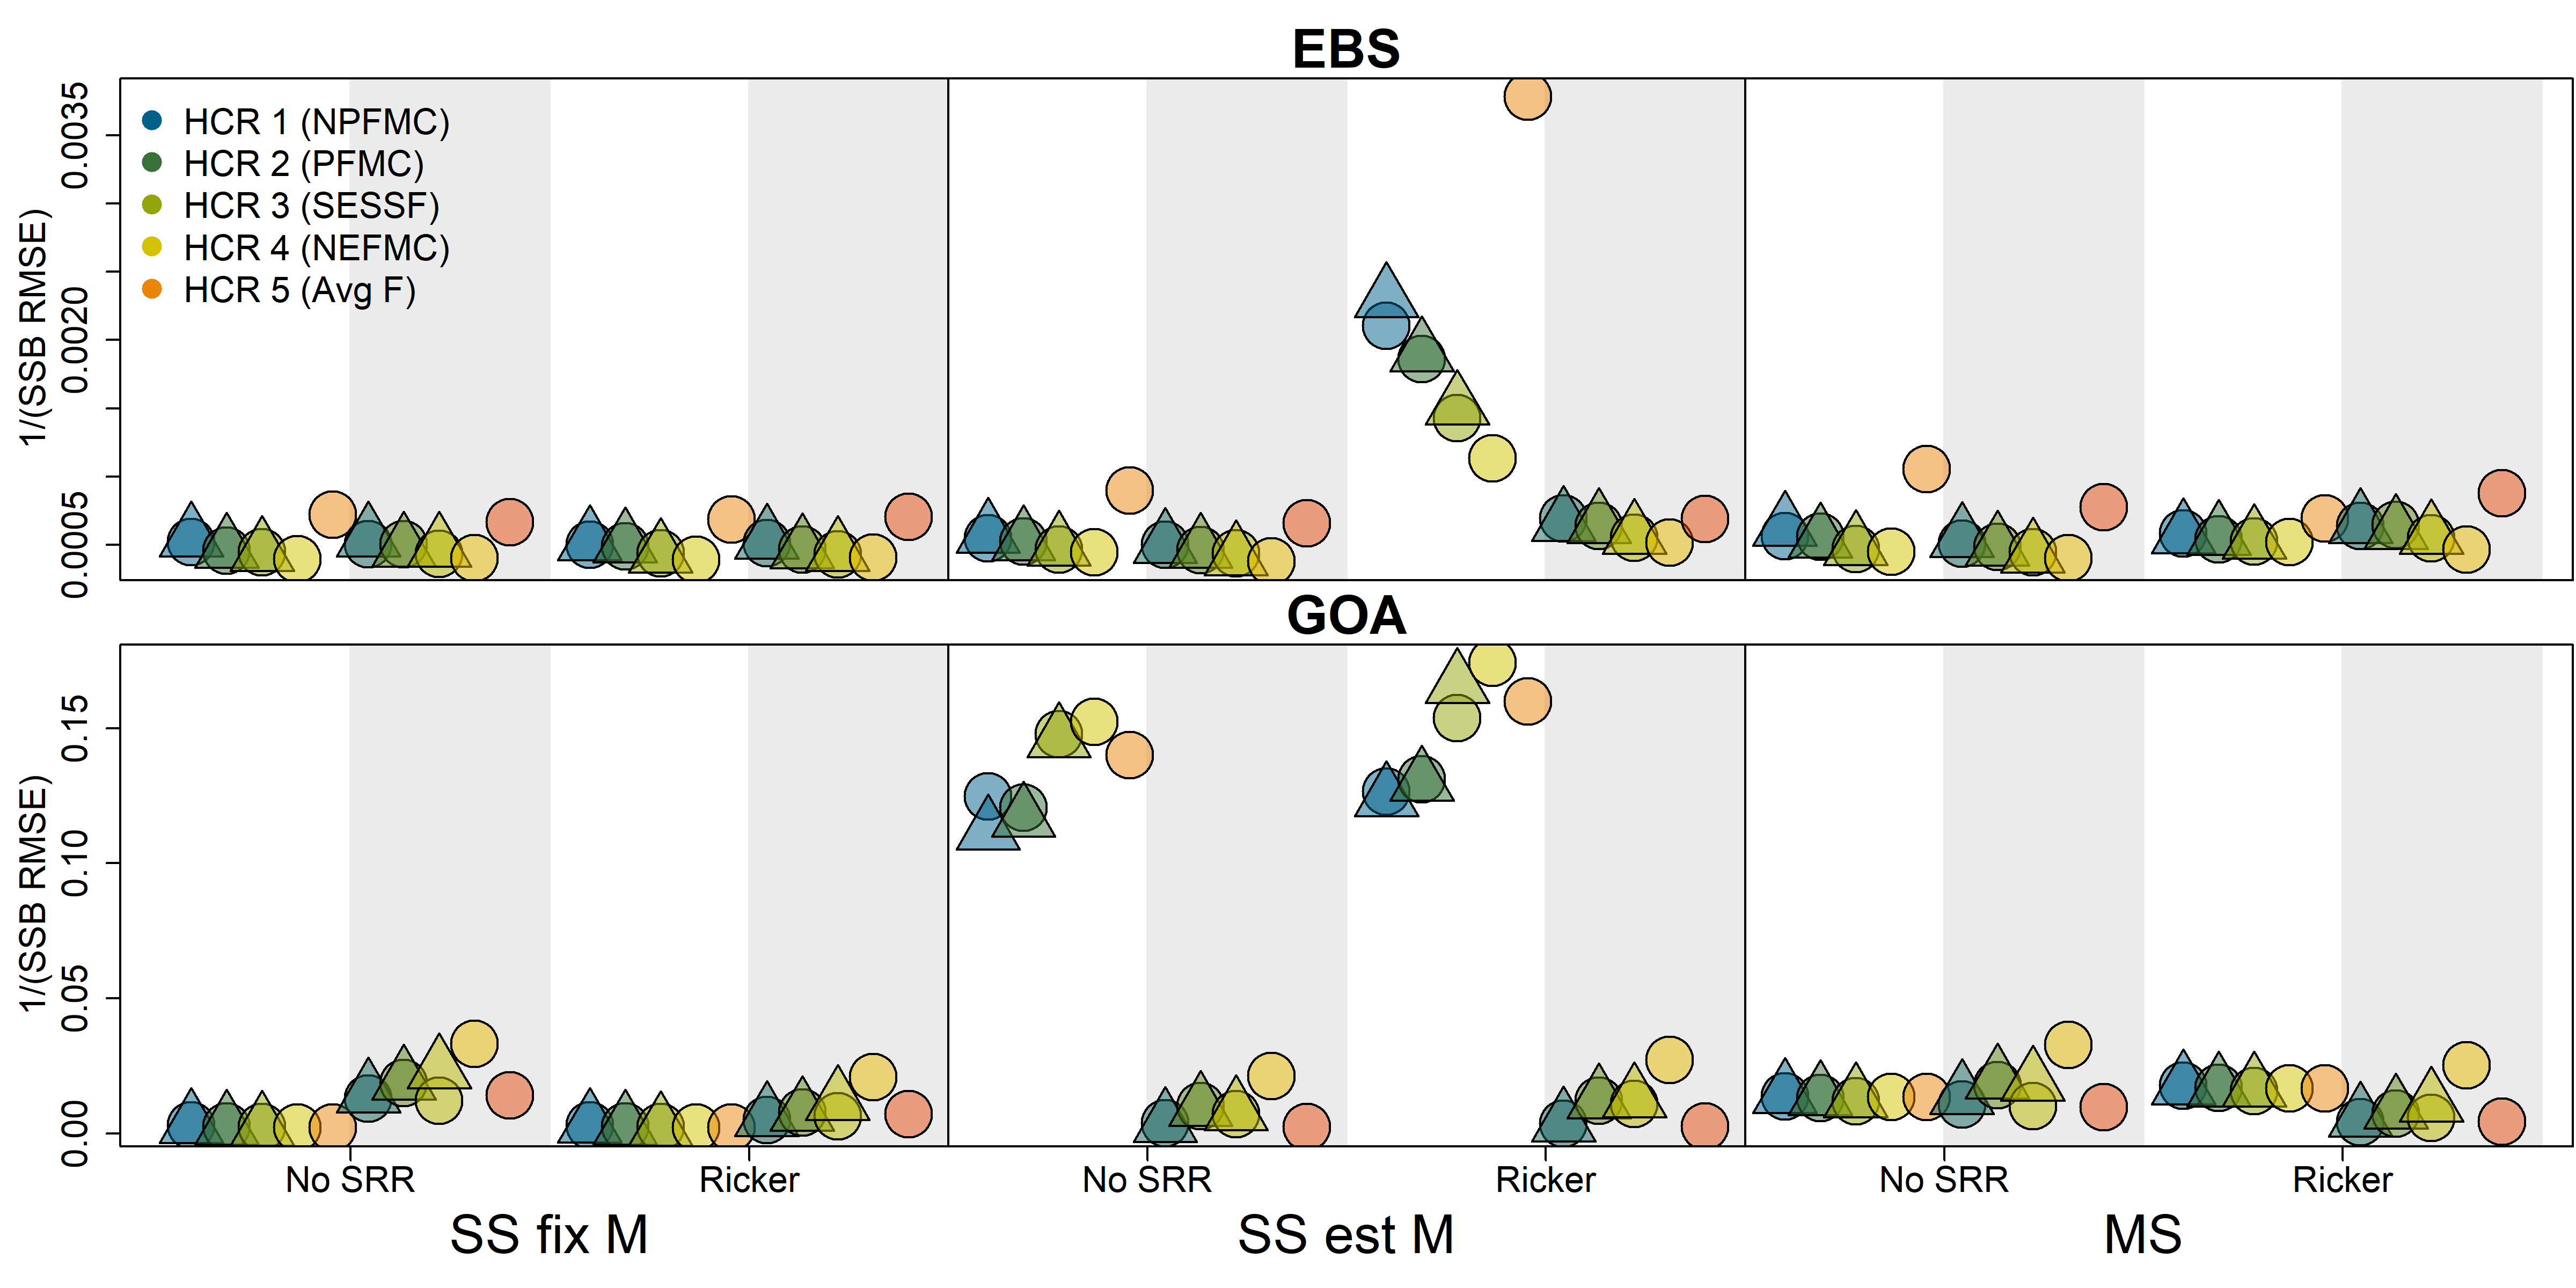 EBS
1/(SSB RMSE)
0.0035
0.0020
0.0005
HCR 1 (NPFMC)
HCR 2 (PFMC)
HCR 3 (SESSF)
HCR 4 (NEFMC)
HCR 5 (Avg F)
GOA
1/(SSB RMSE)
0.15
0.10
0.05
0.00
No SRR Ricker No SRR Ricker No SRR Ricker
SS fix M SS est M MS